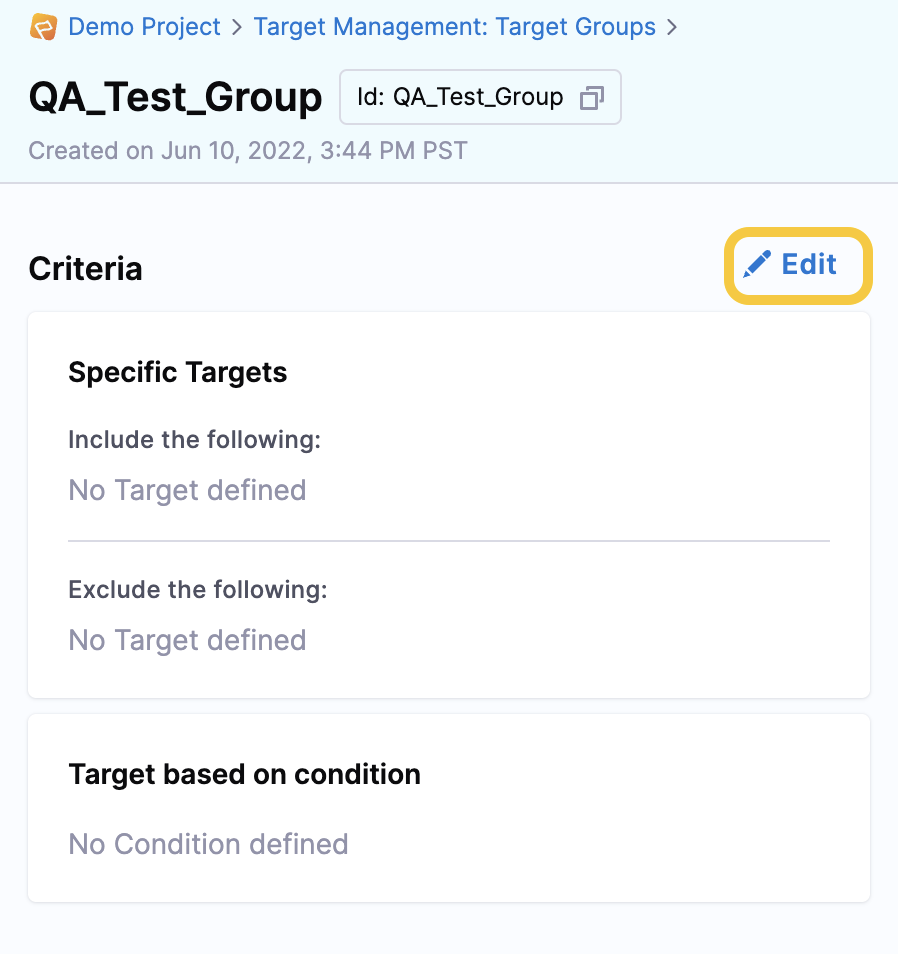 Demo Project > Target Management: Target Groups >
QA_Test_Group Id: QA_Test_Group
Created on Jun 10, 2022, 3:44 PM PST
Criteria Edit
Specific Targets
Include the following:
No Target defined
Exclude the following:
No Target defined
Target based on condition
No Condition defined